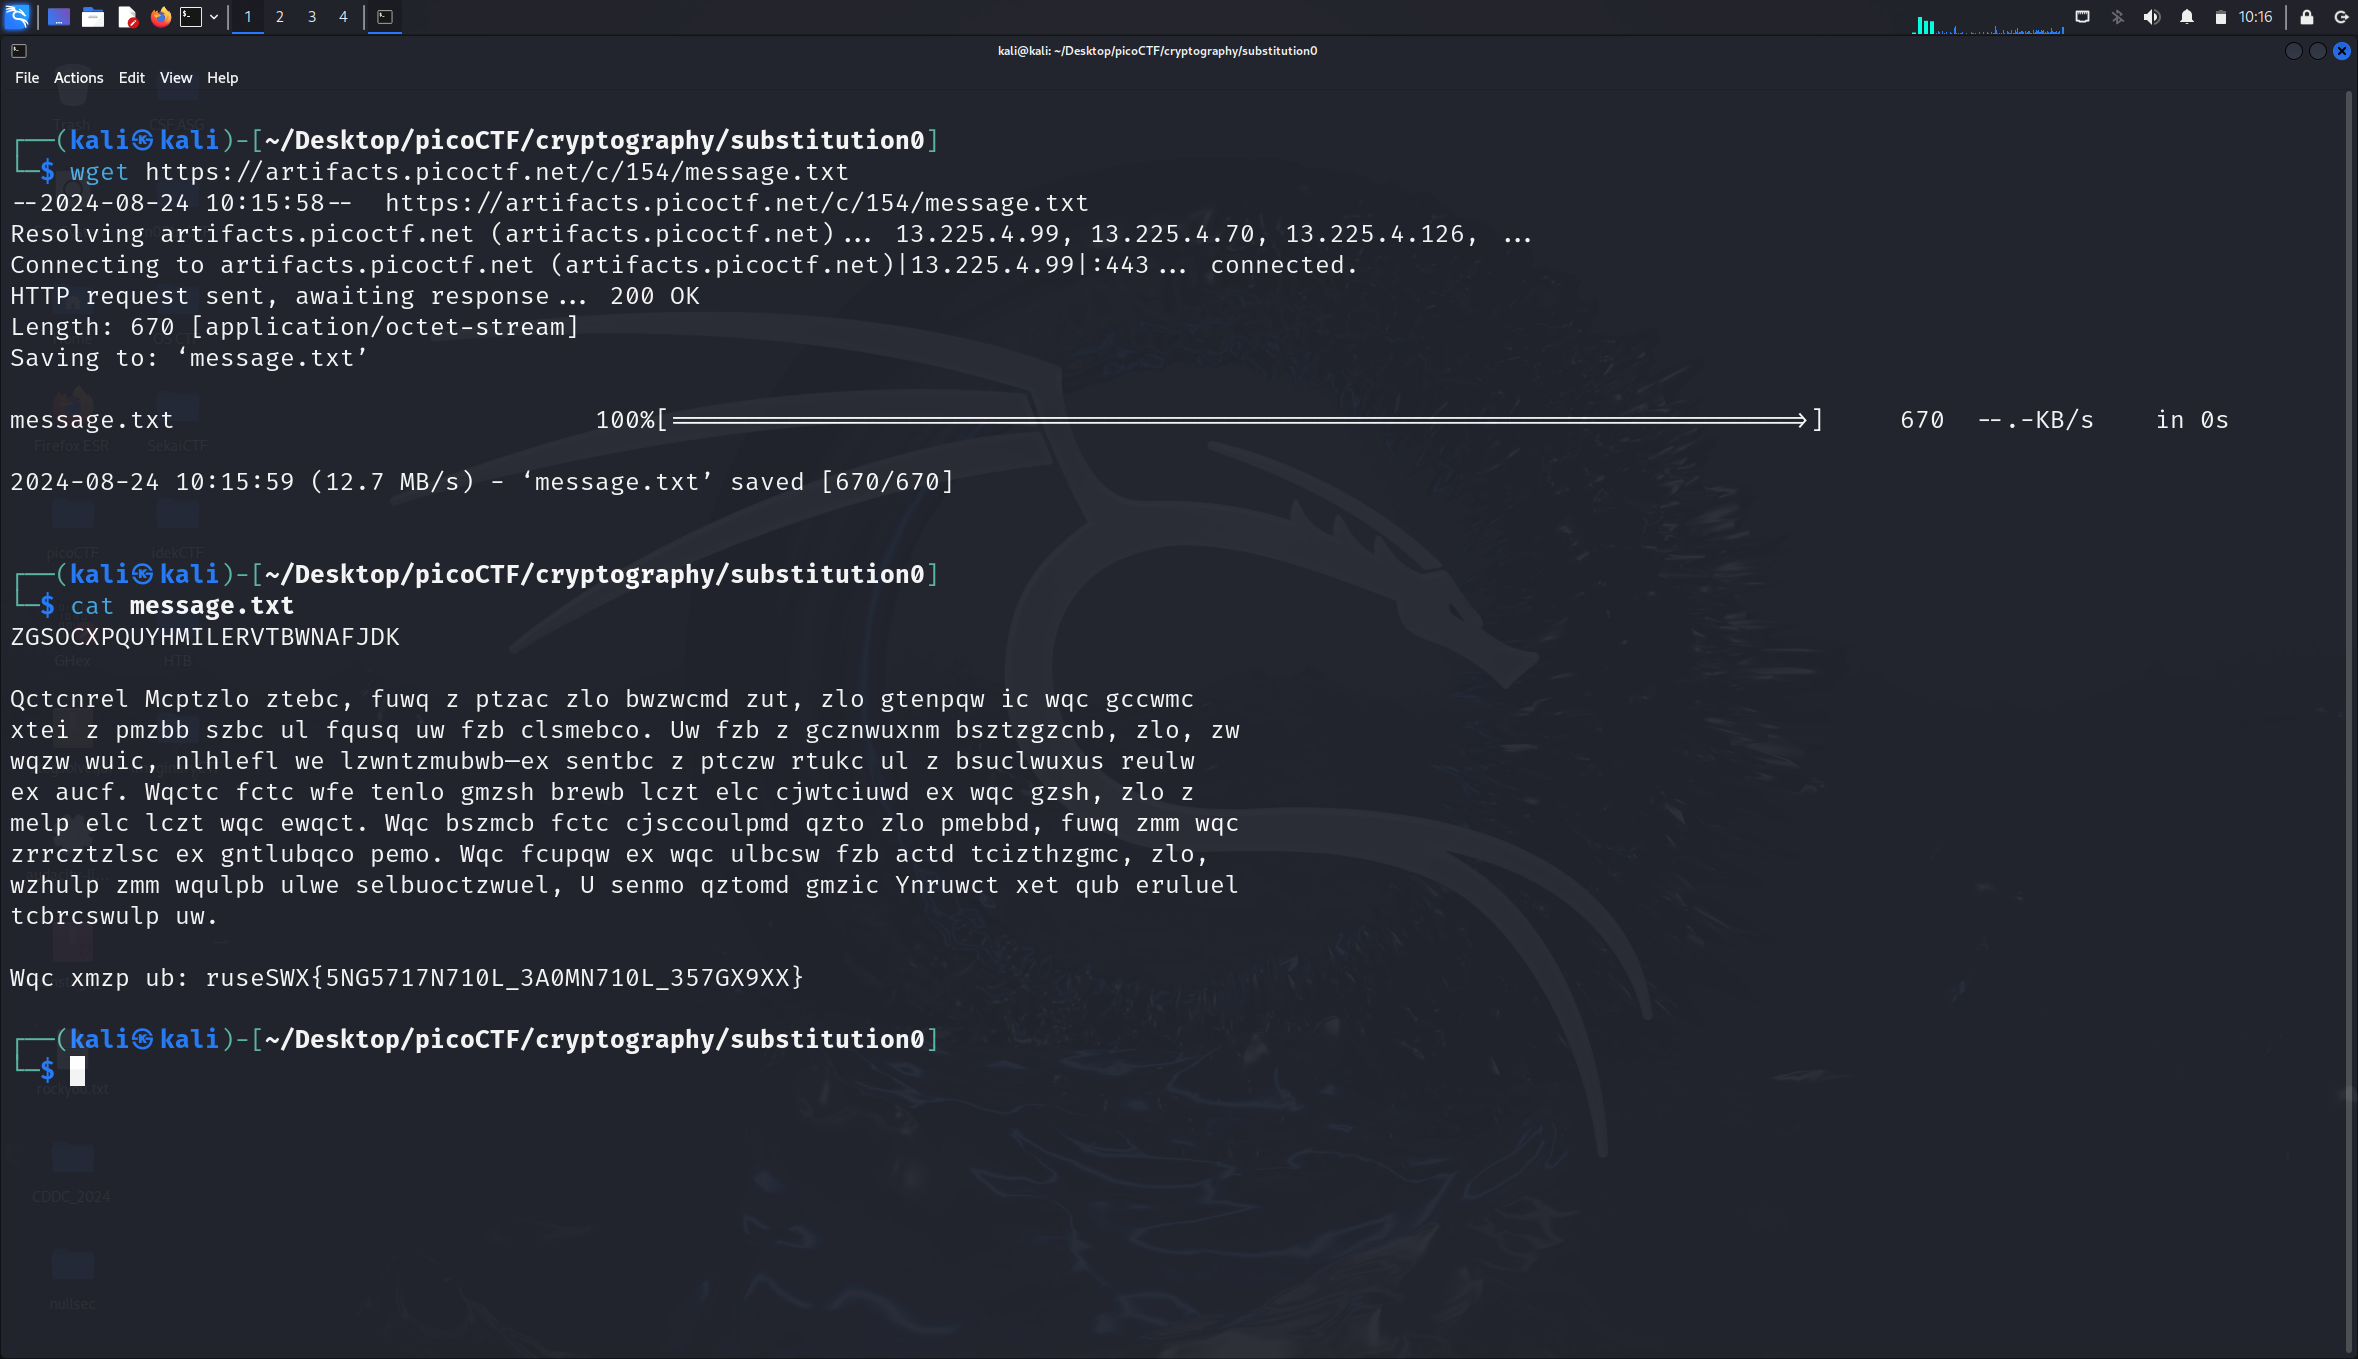 1 2 3 4 10:16
kali@kali: ~/Desktop/picoCTF/cryptography/substitution0
File Actions Edit View Help
┌──(kali㉿kali)-[~/Desktop/picoCTF/cryptography/substitution0]
└─$ wget https://artifacts.picoctf.net/c/154/message.txt
--2024-08-24 10:15:58--  https://artifacts.picoctf.net/c/154/message.txt
Resolving artifacts.picoctf.net (artifacts.picoctf.net)... 13.225.4.99, 13.225.4.70, 13.225.4.126, ...
Connecting to artifacts.picoctf.net (artifacts.picoctf.net)|13.225.4.99|:443... connected.
HTTP request sent, awaiting response... 200 OK
Length: 670 [application/octet-stream]
Saving to: ‘message.txt’
message.txt 100%[===================================================>] 670 --.-KB/s in 0s
2024-08-24 10:15:59 (12.7 MB/s) - ‘message.txt’ saved [670/670]
┌──(kali㉿kali)-[~/Desktop/picoCTF/cryptography/substitution0]
└─$ cat message.txt
ZGSOCXPQUYHMILERVTBWNAFJDK
Qctcnrel Mcptzlo ztebc, fuwq z ptzac zlo bwzwcmd zut, zlo gtenpqw ic wqc gccwmc
xtei z pmzbb szbc ul fqusq uw fzb clsmebco. Uw fzb z gcznwuxnm bsztzgzcnb, zlo, zw
wqzw wuic, nlhlefl we lzwntzmubwb—ex sentbc z ptczw rtukc ul z bsuclwuxus reulw
ex aucf. Wqctc fctc wfe tenlo gmzsh brewb lczt elc cjwtciuwd ex wqc gzsh, zlo z
melp elc lczt wqc ewqct. Wqc bszmcb fctc cjsccoulpmd qzto zlo pmebbd, fuwq zmm wqc
zrrcztzlsc ex gntlubqco pemo. Wqc fcupqw ex wqc ulbcsw fzb actd tcizthzgmc, zlo,
wzhulp zmm wqulpb ulwe selbuoctzwuel, U senmo qztomd gmzic Ynruwct xet qub eruluel
tcbrcswulp uw.
Wqc xmzp ub: ruseSWX{5NG5717N710L_3A0MN710L_357GX9XX}
┌──(kali㉿kali)-[~/Desktop/picoCTF/cryptography/substitution0]
└─$
Trash
Firefox ESR
SekaiCTF
picoCTF
idekCTF
GHex
HTB
rockyou.txt
CDDC_2024
nullsec